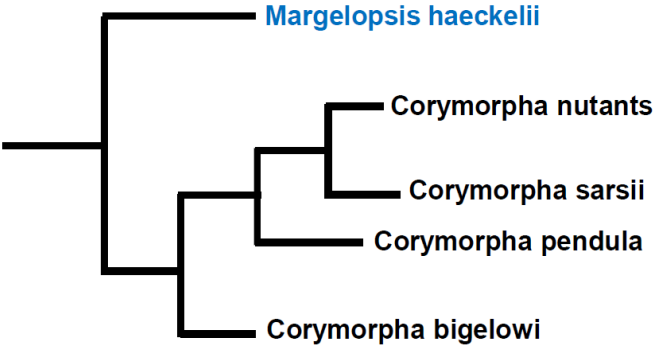 Margelopsis haeckelii
Corymorpha nutants
Corymorpha sarsii
Corymorpha pendula
Corymorpha bigelowi